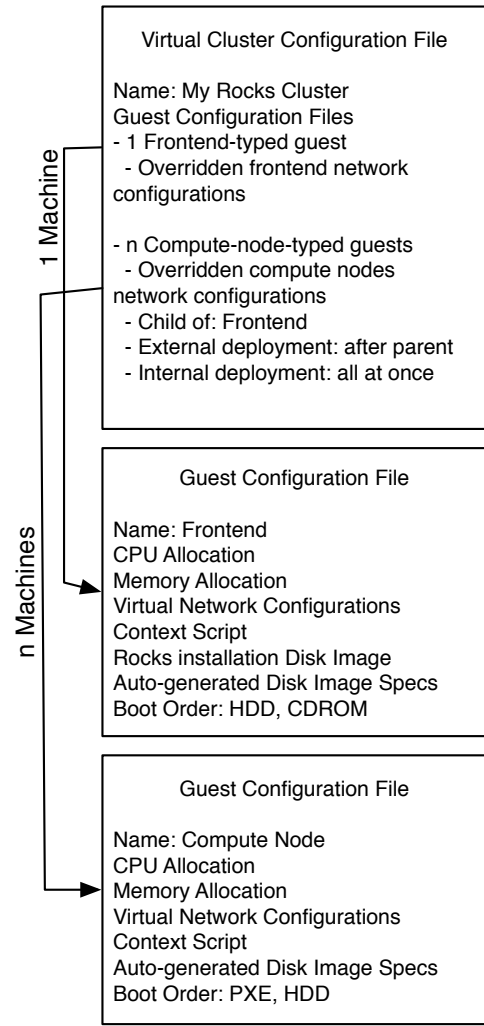 Virtual Cluster Configuration File
Name: My Rocks Cluster
Guest Configuration Files
- 1 Frontend-typed guest
- Overridden frontend network
configurations
- n Compute-node-typed guests
- Overridden compute nodes
network configurations
- Child of: Frontend
- External deployment: after parent
- Internal deployment: all at once
1 Machine
n Machines
Guest Configuration File
Name: Frontend
CPU Allocation
Memory Allocation
Virtual Network Configurations
Context Script
Rocks installation Disk Image
Auto-generated Disk Image Specs
Boot Order: HDD, CDROM
Guest Configuration File
Name: Compute Node
CPU Allocation
Memory Allocation
Virtual Network Configurations
Context Script
Auto-generated Disk Image Specs
Boot Order: PXE, HDD